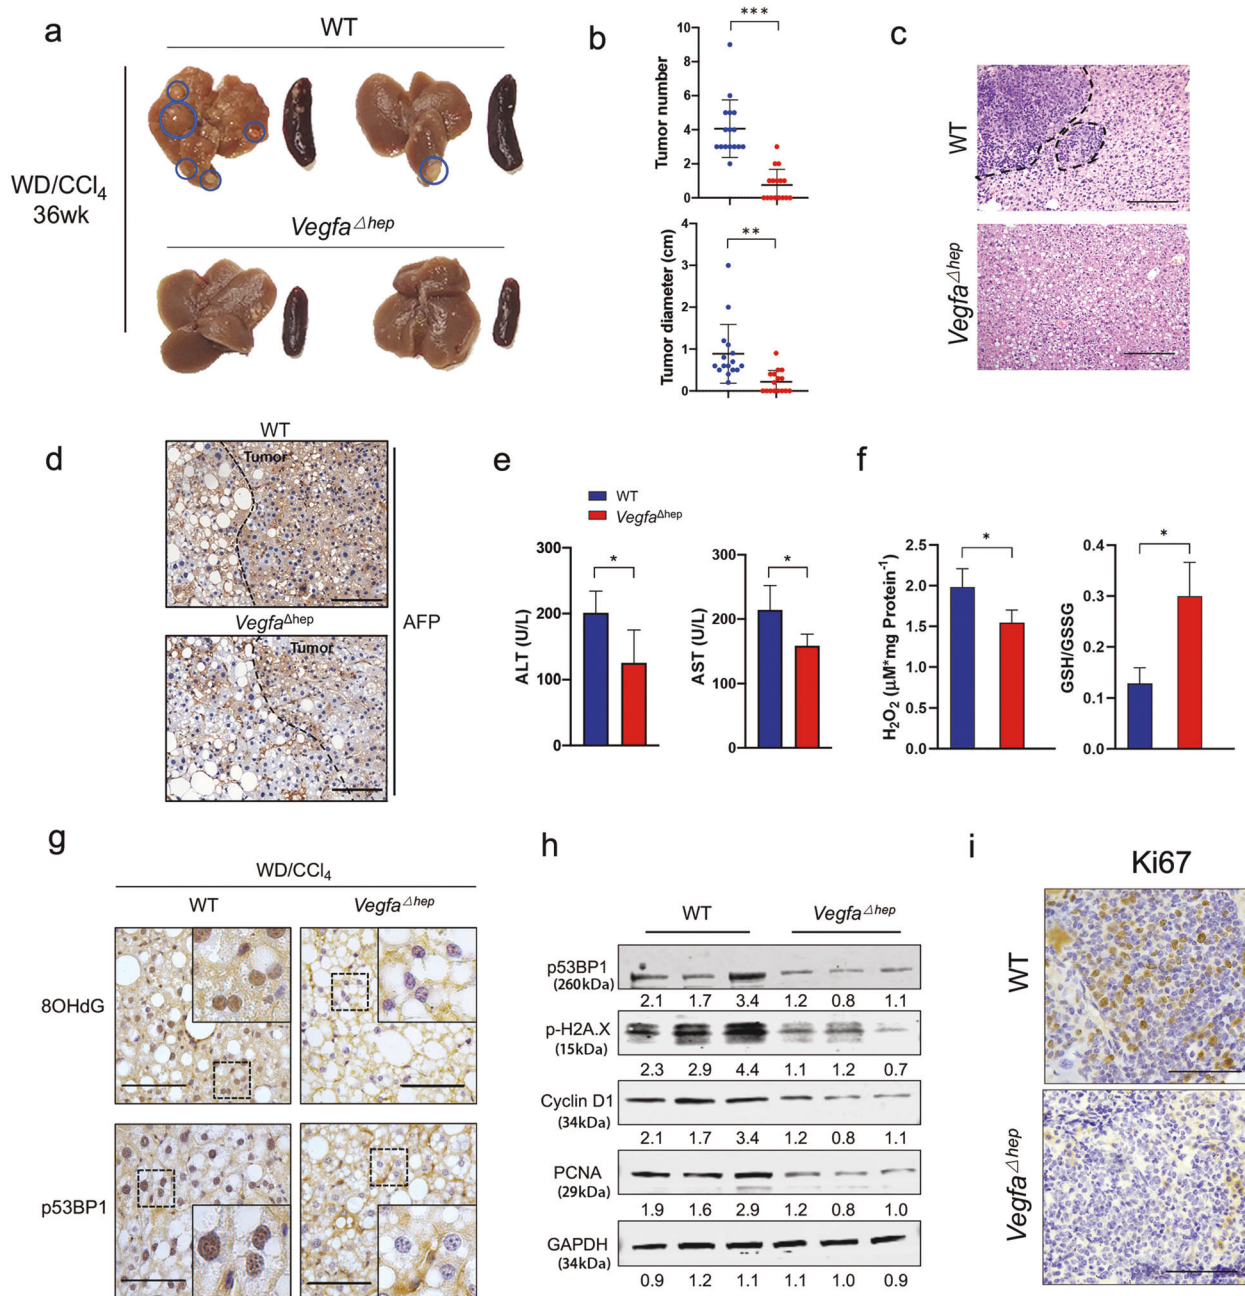 a
WT
WD/CCl4
36wk
Vegfa Δhep
b
***
Tumor number
10
8
6
4
2
0
**
Tumor diameter (cm)
4
3
2
1
0
c
WT
Vegfa Δhep
d
WT
Tumor
Vegfa Δhep
Tumor
AFP
e
WT
Vegfa Δhep
ALT (U/L)
300
200
100
0
*
AST (U/L)
300
200
100
0
*
f
H2O2 (μM*mg Protein-1)
2.5
2.0
1.5
1.0
0.5
0.0
*
GSH/GSSG
0.4
0.3
0.2
0.1
0.0
*
g
WD/CCl4
WT Vegfa Δhep
8OHdG
p53BP1
h
WT Vegfa Δhep
p53BP1
(260kDa)
2.1 1.7 3.4 1.2 0.8 1.1
p-H2A.X
(15kDa)
2.3 2.9 4.4 1.1 1.2 0.7
Cyclin D1
(34kDa)
2.1 1.7 3.4 1.2 0.8 1.1
PCNA
(29kDa)
1.9 1.6 2.9 1.2 0.8 1.0
GAPDH
(34kDa)
0.9 1.2 1.1 1.1 1.0 0.9
i
Ki67
WT
Vegfa Δhep